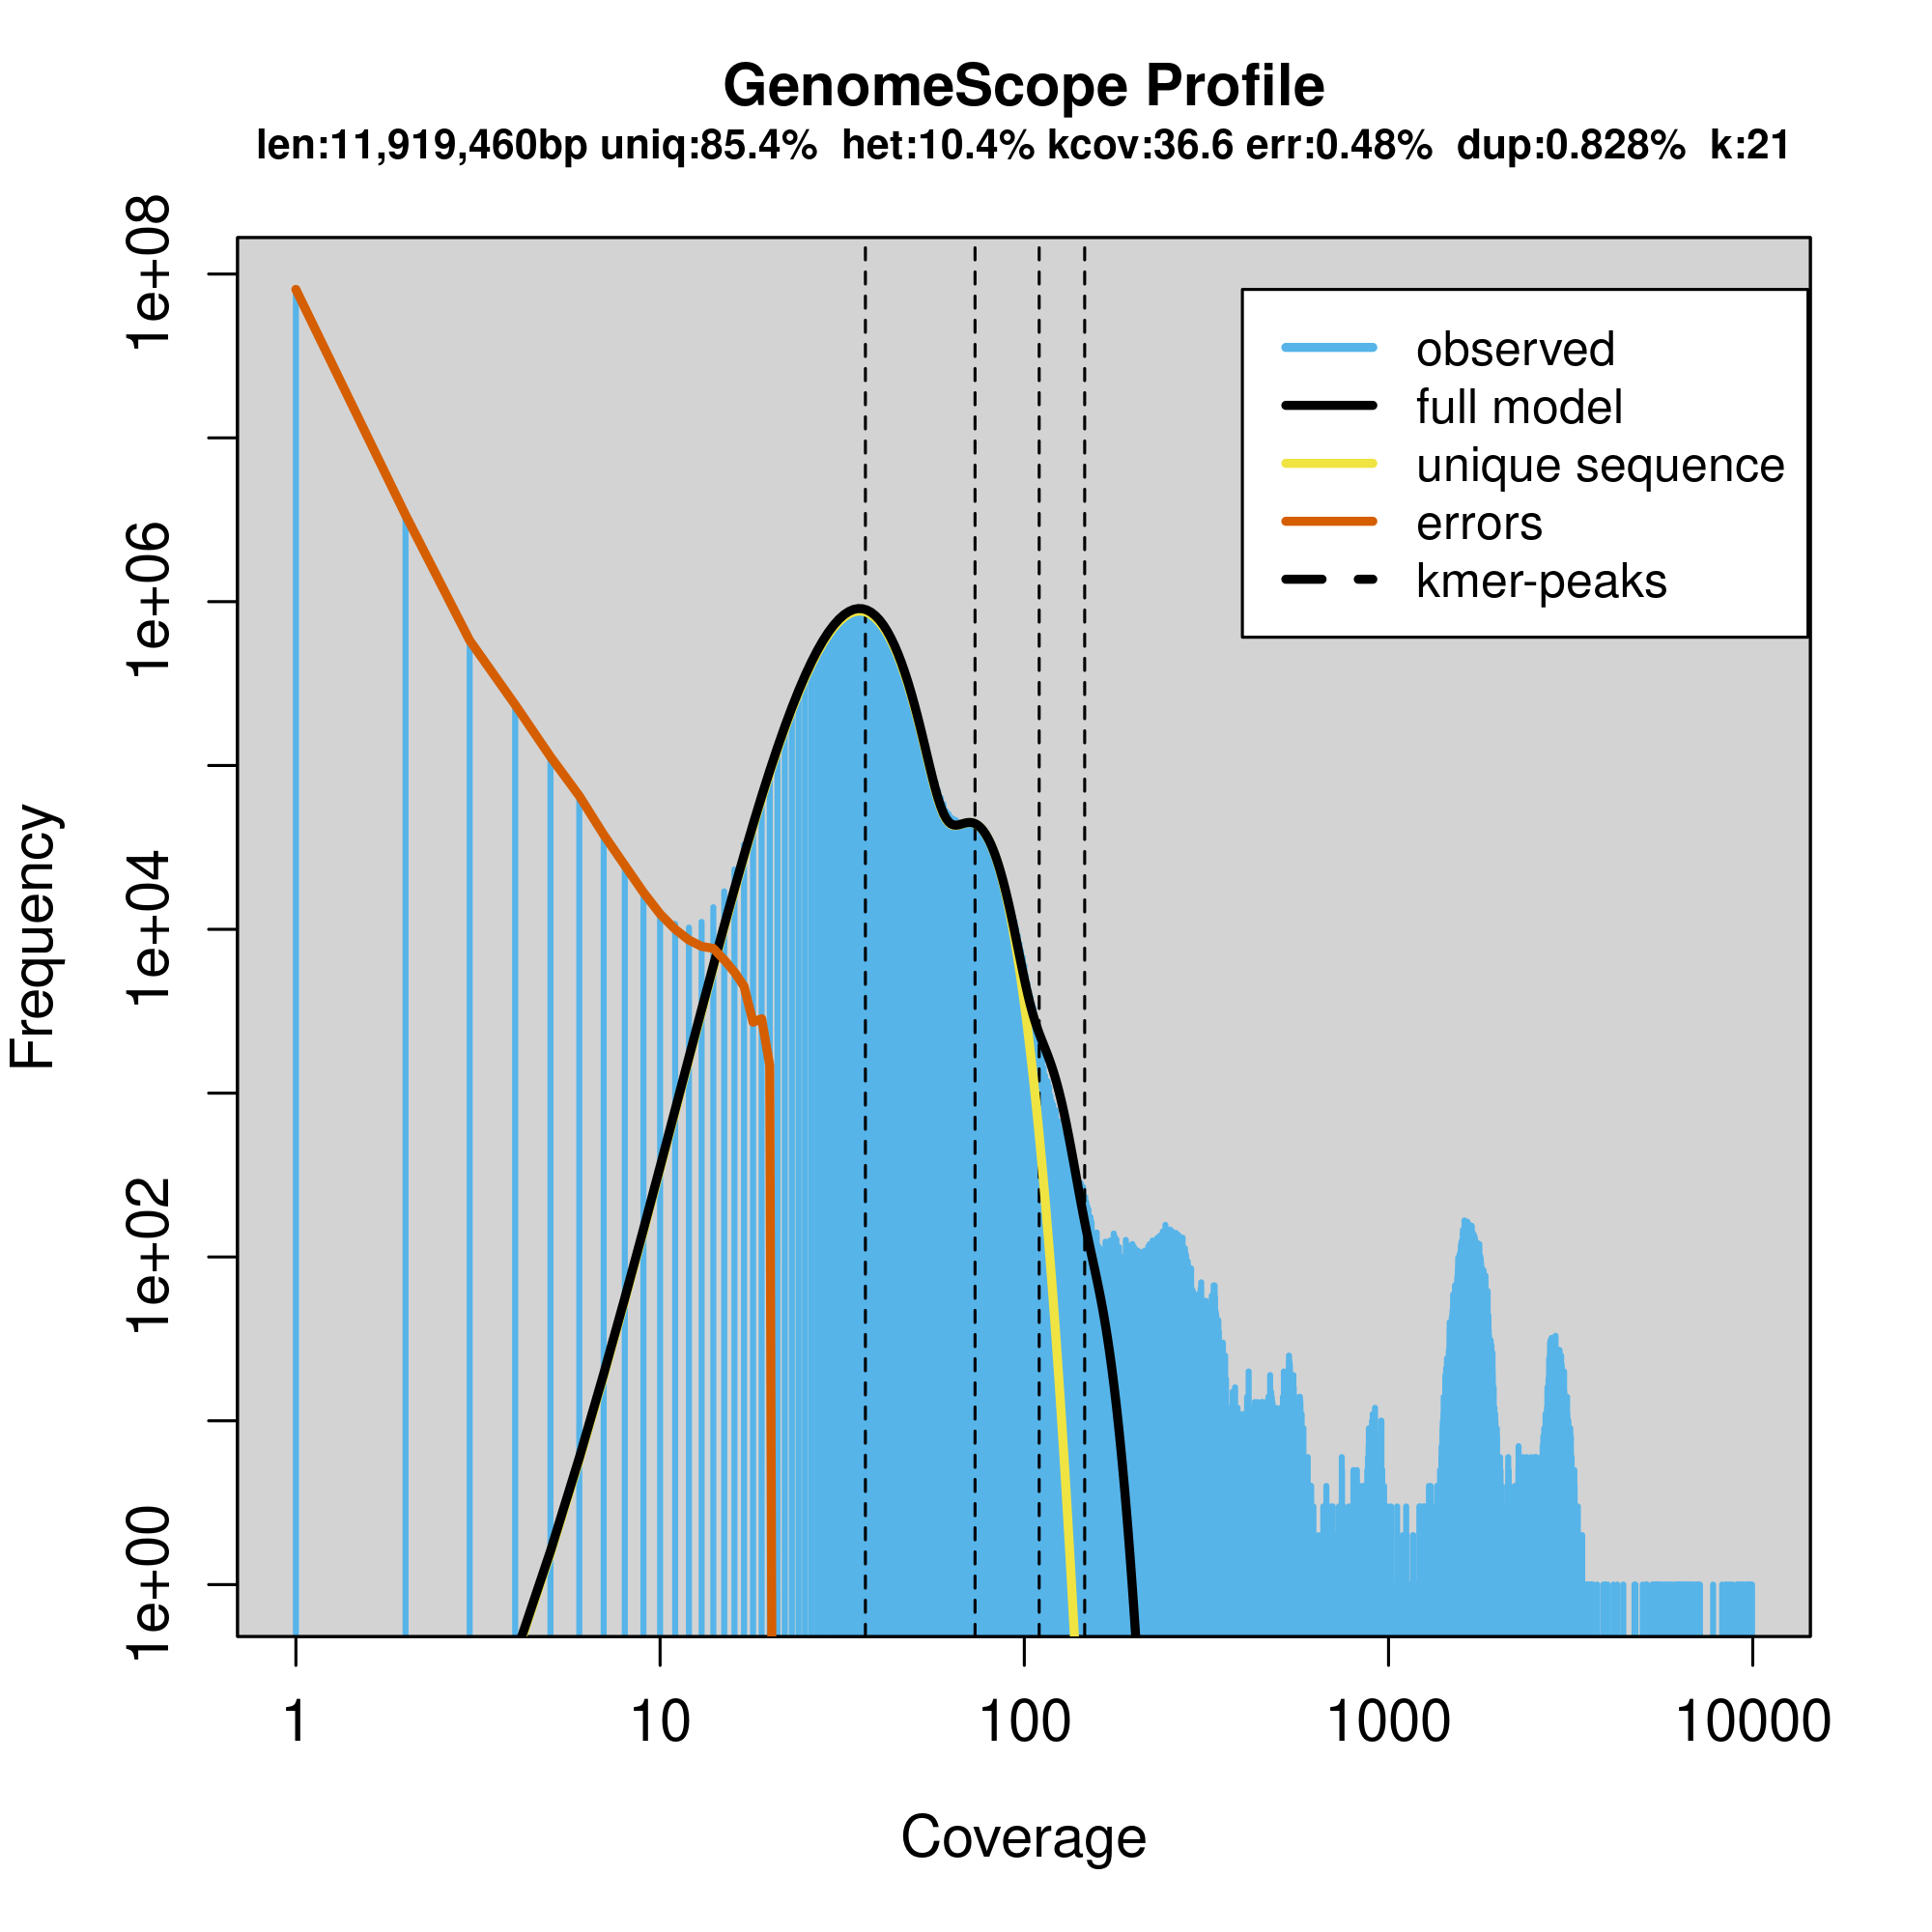 GenomeScope Profile
len:11,919,460bp uniq:85.4% het:10.4% kcov:36.6 err:0.48% dup:0.828% k:21
1e+08
1e+06
1e+04
1e+02
1e+00
Frequency
observed
full model
unique sequence
errors
kmer-peaks
1 10 100 1000 10000
Coverage